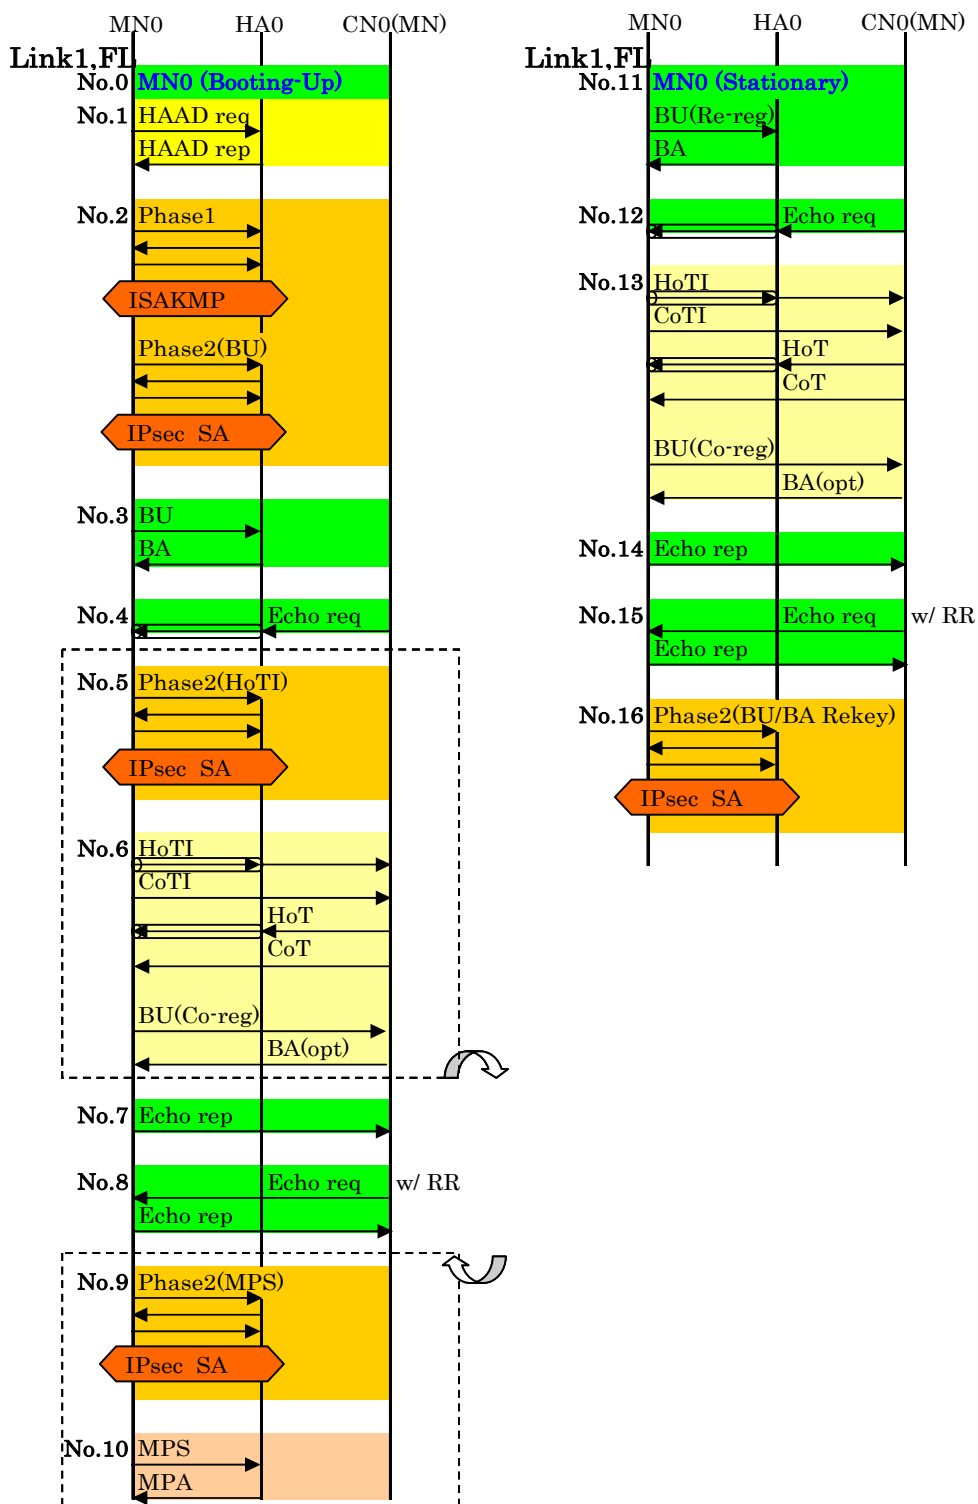 MN0 HA0 CN0(MN)
Link1,FL
No.0 MN0 (Booting-Up)
No.1 HAAD req
HAAD rep
No.2 Phase1
ISAKMP
Phase2(BU)
IPsec SA
No.3 BU
BA
No.4 Echo req
No.5 Phase2(HoTI)
IPsec SA
No.6 HoTI
CoTI
HoT
CoT
BU(Co-reg)
BA(opt)
No.7 Echo rep
No.8 Echo req w/ RR
Echo rep
No.9 Phase2(MPS)
IPsec SA
No.10 MPS
MPA
MN0 HA0 CN0(MN)
Link1,FL
No.11 MN0 (Stationary)
BU(Re-reg)
BA
No.12 Echo req
No.13 HoTI
CoTI
HoT
CoT
BU(Co-reg)
BA(opt)
No.14 Echo rep
No.15 Echo req w/ RR
Echo rep
No.16 Phase2(BU/BA Rekey)
IPsec SA